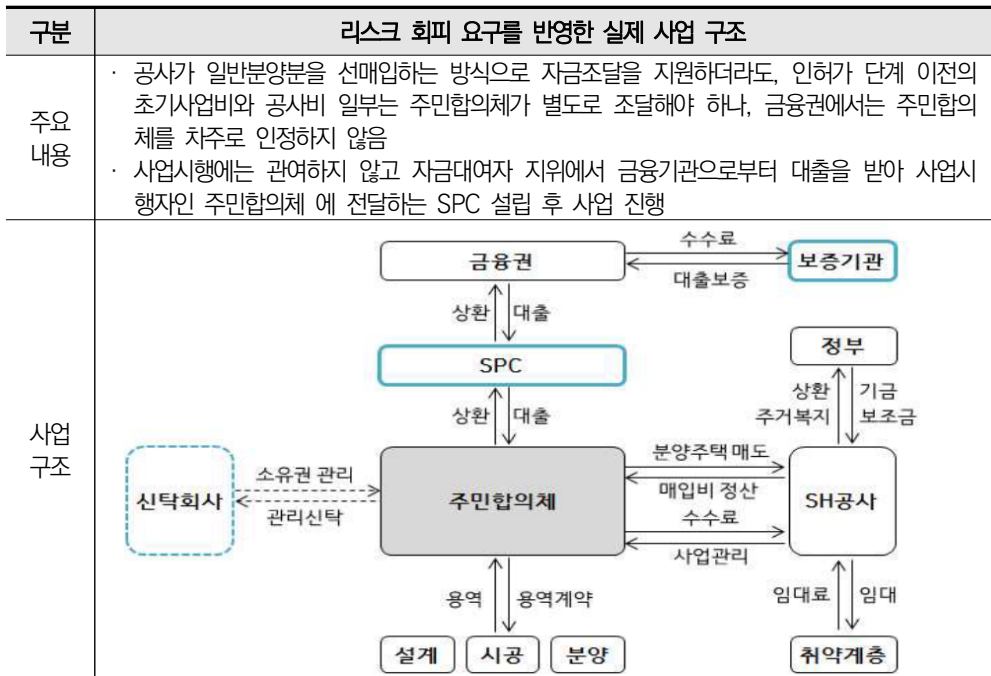 구분
리스크 회피 요구를 반영한 실제 사업 구조
주요
내용
· 공사가 일반분양분을 선매입하는 방식으로 자금조달을 지원하더라도, 인허가 단계 이전의
초기사업비와 공사비 일부는 주민합의체가 별도로 조달해야 하나, 금융권에서는 주민합의
체를 차주로 인정하지 않음
· 사업시행에는 관여하지 않고 자금대여자 지위에서 금융기관으로부터 대출을 받아 사업시
행자인 주민합의체 에 전달하는 SPC 설립 후 사업 진행
사업
구조
금융권
수수료
대출보증
보증기관
상환
대출
SPC
상환
대출
정부
상환
주거복지
기금
보조금
신탁회사
소유권 관리
관리신탁
주민합의체
분양주택 매도
매입비 정산
수수료
사업관리
SH공사
용역
용역계약
임대료
임대
설계
시공
분양
취약계층